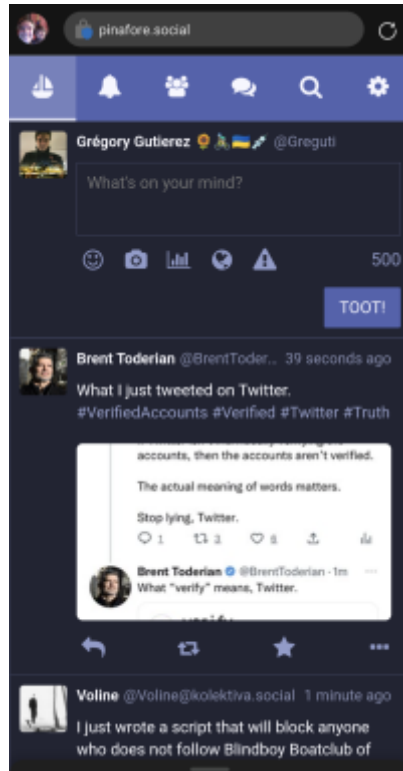 pinafore.social
Grégory Gutierez 🌻🚴🇺🇦💉 @Greguti
What's on your mind?
500
TOOT!
Brent Toderian @BrentToder.. 39 seconds ago
What I just tweeted on Twitter.
#VerifiedAccounts #Verified #Twitter #Truth
accounts, then the accounts aren't verified.
The actual meaning of words matters.
Stop lying, Twitter.
1 3 6
Brent Toderian @BrentToderian · 1m
What "verify" means, Twitter.
Voline @Voline@kolektiva.social 1 minute ago
I just wrote a script that will block anyone
who does not follow Blindboy Boatclub of